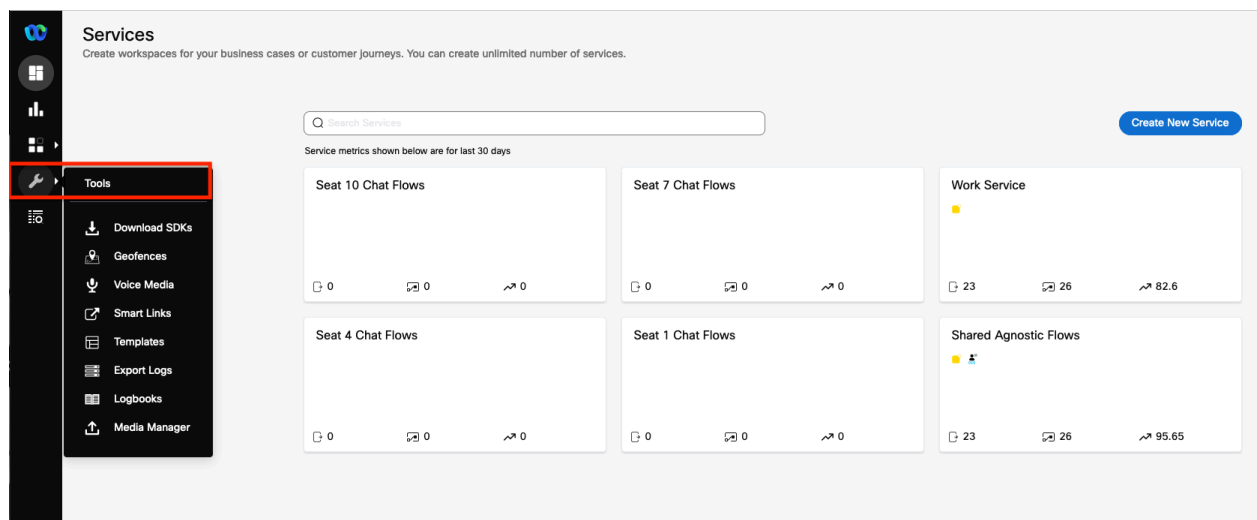 Services
Create workspaces for your business cases or customer journeys. You can create unlimited number of services.
Search Services
Create New Service
Service metrics shown below are for last 30 days
Tools
Download SDKs
Geofences
Voice Media
Smart Links
Templates
Export Logs
Logbooks
Media Manager
Seat 10 Chat Flows
0 0 0
Seat 7 Chat Flows
0 0 0
Work Service
23 26 82.6
Seat 4 Chat Flows
0 0 0
Seat 1 Chat Flows
0 0 0
Shared Agnostic Flows
23 26 95.65